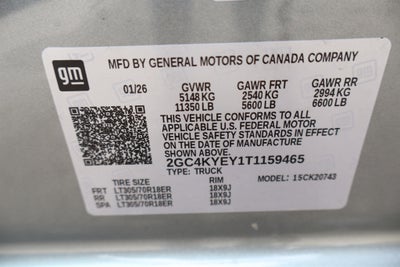 gm
MFD BY GENERAL MOTORS OF CANADA COMPANY
01/26 GVWR GAWR FRT GAWR RR
5148 KG 2540 KG 2994 KG
11350 LB 5600 LB 6600 LB
THIS VEHICLE CONFORMS TO ALL APPLICABLE
U.S. FEDERAL MOTOR
VEHICLE SAFETY STANDARDS IN EFFECT
ON THE DATE OF MANUFACTURE
SHOWN ABOVE.
2GC4KYEY1T1159465
TYPE: TRUCK
TIRE SIZE RIM MODEL: 15CK20743
FRT LT305/70R18ER 18X9J
RR LT305/70R18ER 18X9J
SPA LT305/70R18ER 18X9J